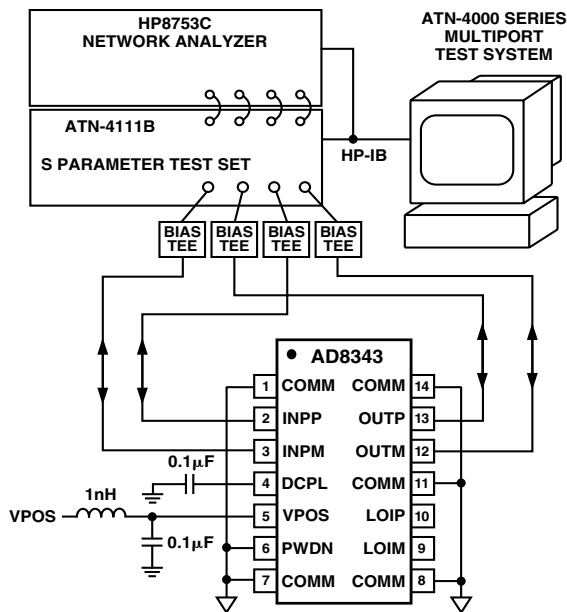 HP8753C
NETWORK ANALYZER
ATN-4000 SERIES
MULTIPORT
TEST SYSTEM
ATN-4111B
S PARAMETER TEST SET
HP-IB
BIAS
TEE
BIAS
TEE
BIAS
TEE
BIAS
TEE
AD8343
1 COMM COMM 14
2 INPP OUTP 13
3 INPM OUTM 12
0.1μF
4 DCPL COMM 11
1nH
VPOS
5 VPOS LOIP 10
0.1μF
6 PWDN LOIM 9
7 COMM COMM 8